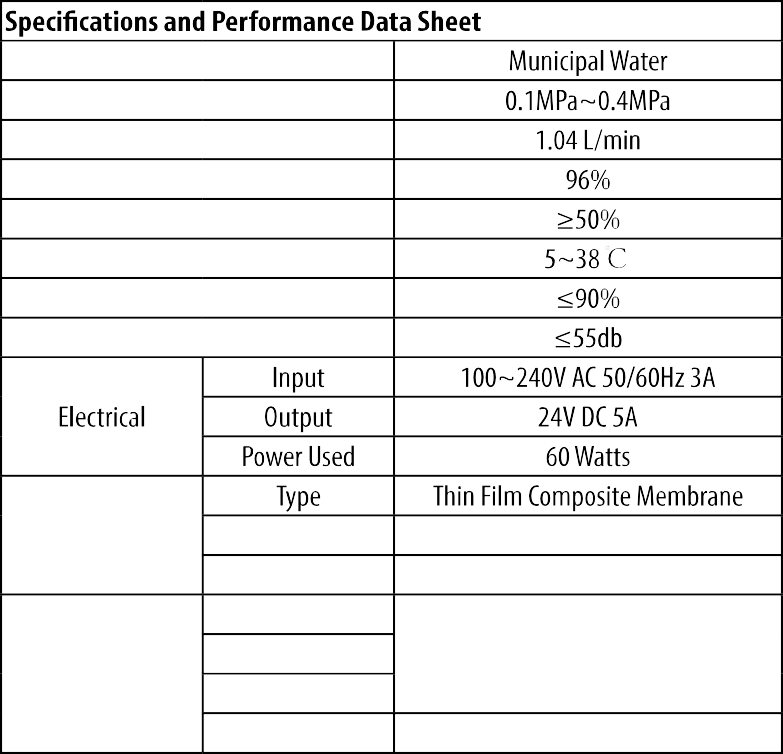 Specifications and Performance Data Sheet
Municipal Water
0.1MPa~0.4MPa
1.04 L/min
96%
≥50%
5~38 ℃
≤90%
≤55db
Input 100~240V AC 50/60Hz 3A
Electrical Output 24V DC 5A
Power Used 60 Watts
Type Thin Film Composite Membrane